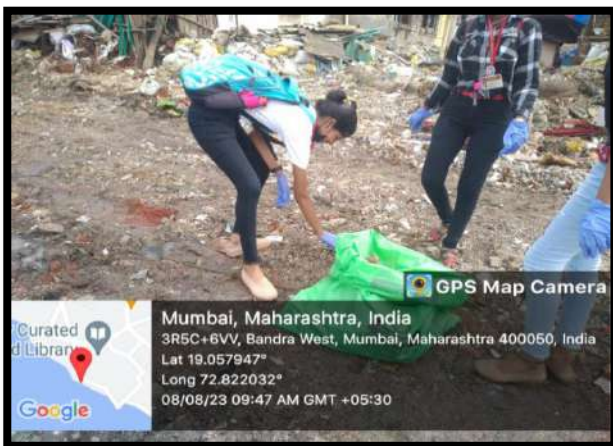 GPS Map Camera
Curated
d Library
Google
Mumbai, Maharashtra, India
3R5C+6VV, Bandra West, Mumbai, Maharashtra 400050, India
Lat 19.057947°
Long 72.822032°
08/08/23 09:47 AM GMT +05:30